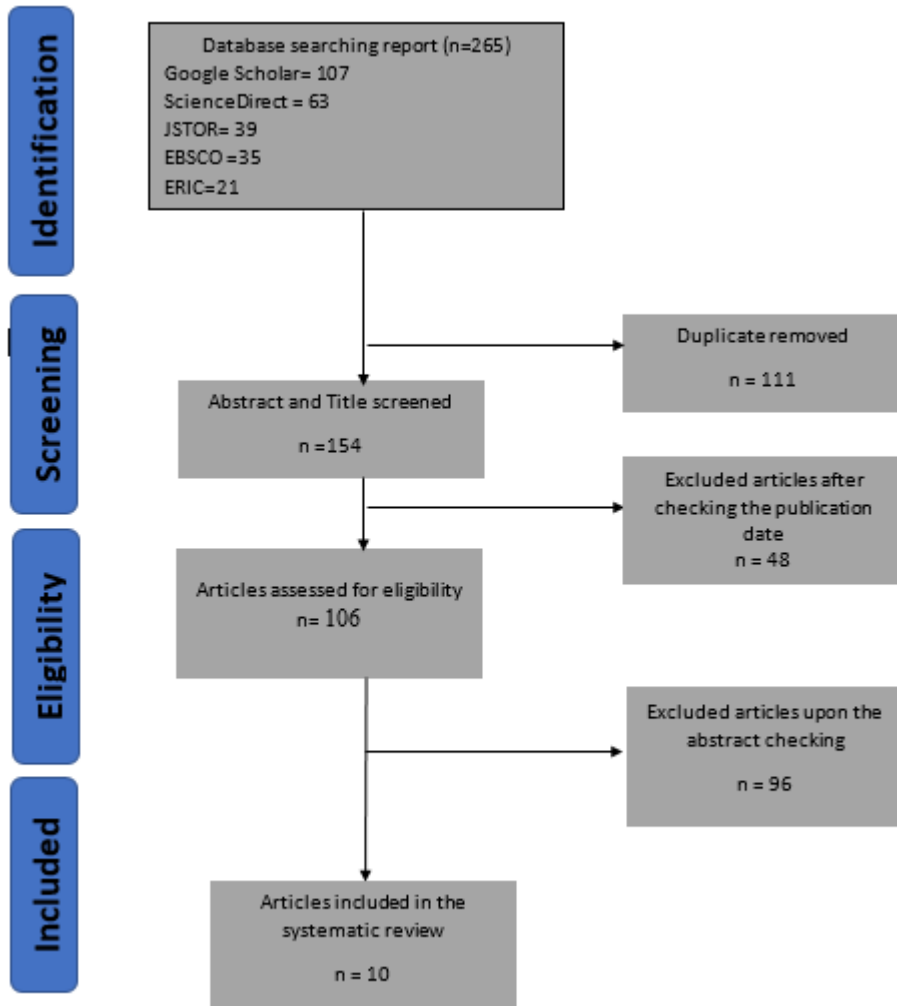 Identification
Database searching report (n=265)
Google Scholar= 107
ScienceDirect = 63
JSTOR= 39
EBSCO =35
ERIC=21
Screening
Duplicate removed
n = 111
Abstract and Title screened
n =154
Excluded articles after
checking the publication
date
n = 48
Eligibility
Articles assessed for eligibility
n= 106
Excluded articles upon the
abstract checking
n = 96
Included
Articles included in the
systematic review
n = 10